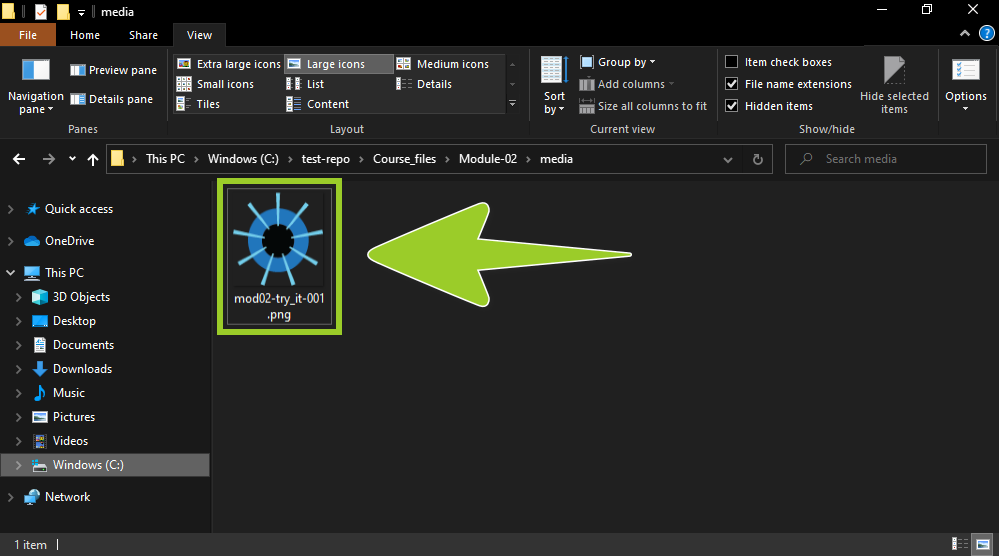 media
File Home Share View
Extra large icons Large icons Medium icons
Preview pane
Small icons List Details
Details pane
Tiles Content
Navigation
pane
Panes
Layout
Sort
by
Group by
Add columns
Size all columns to fit
Current view
Item check boxes
File name extensions
Hidden items
Hide selected
items
Show/hide
Options
This PC Windows (C:) test-repo Course_files Module-02 media
Search media
Quick access
OneDrive
This PC
3D Objects
Desktop
Documents
Downloads
Music
Pictures
Videos
Windows (C:)
Network
mod02-try_it-001
.png
1 item